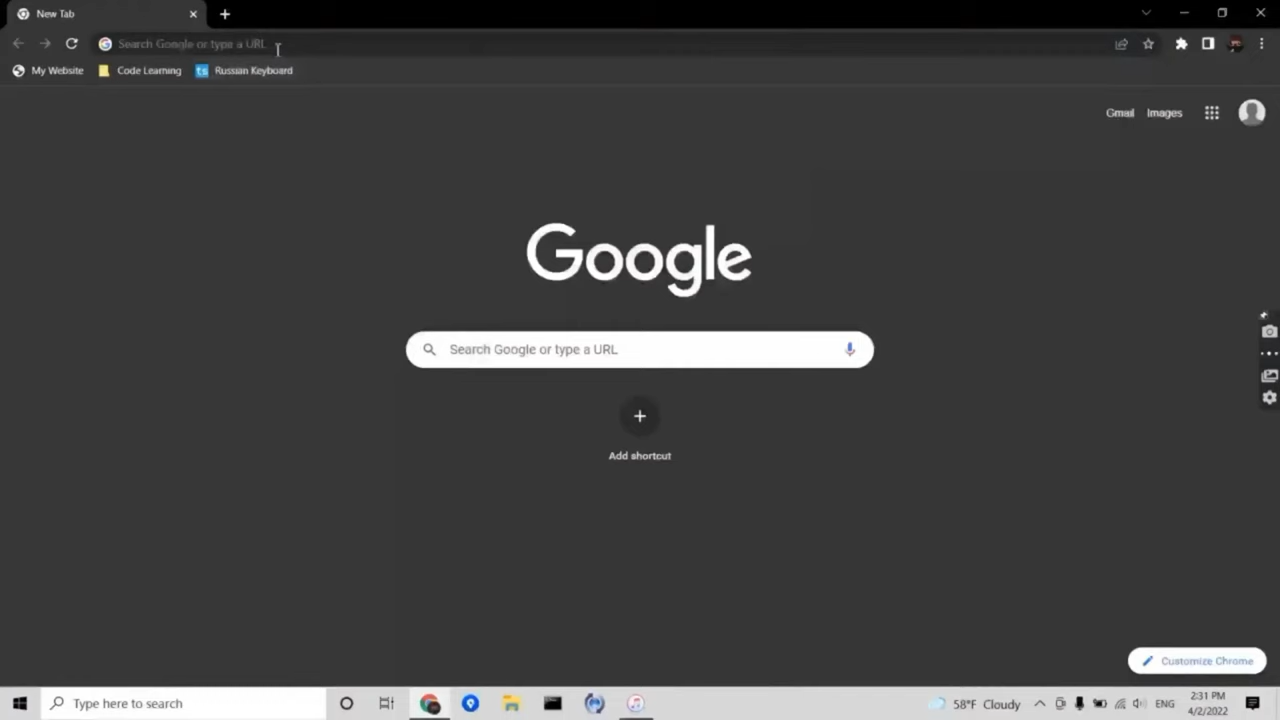 New Tab
Search Google or type a URL
My Website Code Learning ts Russian Keyboard
Gmail Images
Google
Search Google or type a URL
Add shortcut
Customize Chrome
Type here to search
58°F Cloudy ENG 2:31 PM
4/2/2022